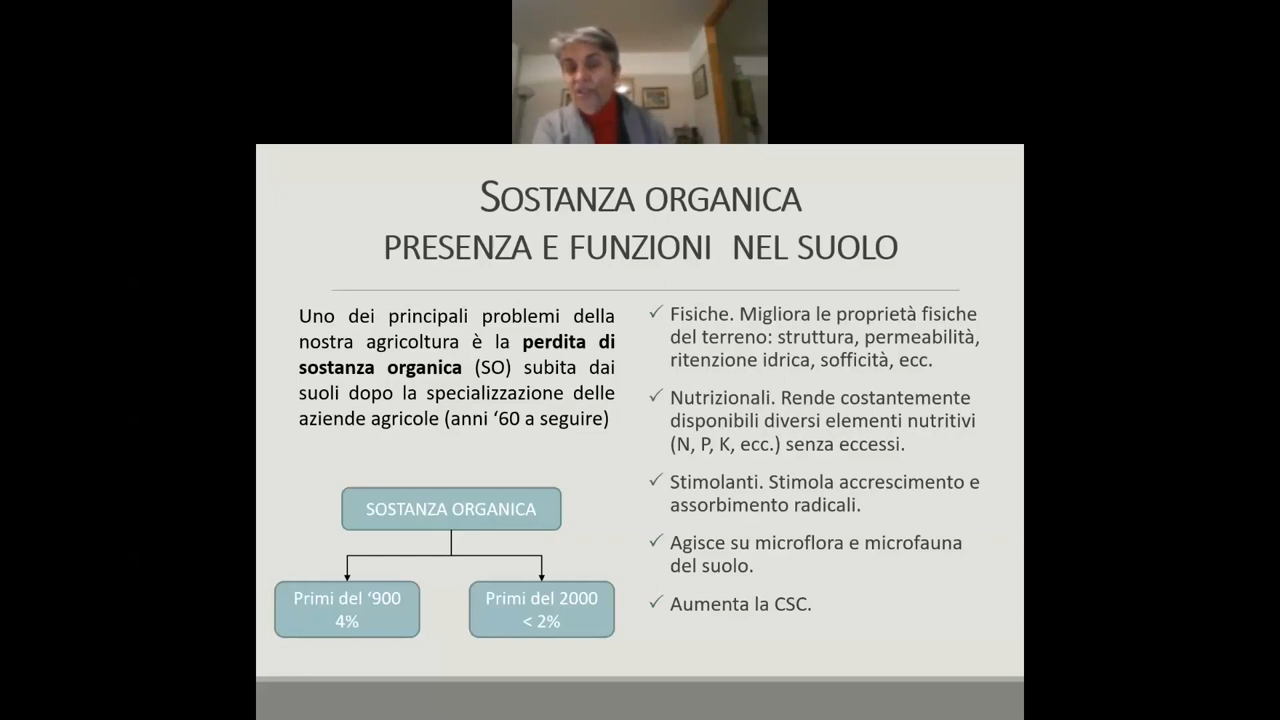 SOSTANZA ORGANICA
PRESENZA E FUNZIONI NEL SUOLO
Uno dei principali problemi della
nostra agricoltura è la perdita di
sostanza organica (SO) subita dai
suoli dopo la specializzazione delle
aziende agricole (anni ‘60 a seguire)
SOSTANZA ORGANICA
Primi del ‘900
4%
Primi del 2000
< 2%
✓ Fisiche. Migliora le proprietà fisiche
del terreno: struttura, permeabilità,
ritenzione idrica, sofficità, ecc.
✓ Nutrizionali. Rende costantemente
disponibili diversi elementi nutritivi
(N, P, K, ecc.) senza eccessi.
✓ Stimolanti. Stimola accrescimento e
assorbimento radicali.
✓ Agisce su microflora e microfauna
del suolo.
✓ Aumenta la CSC.